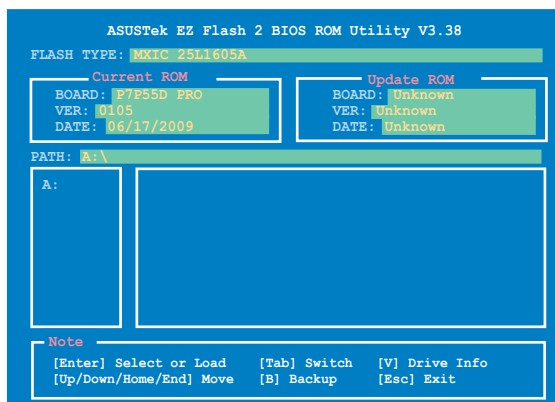 ASUSTek EZ Flash 2 BIOS ROM Utility V3.38
FLASH TYPE: MXIC 25L1605A
Current ROM
BOARD: P7P55D PRO
VER: 0105
DATE: 06/17/2009
Update ROM
BOARD: Unknown
VER: Unknown
DATE: Unknown
PATH: A:\
A:
Note
[Enter] Select or Load [Tab] Switch [V] Drive Info
[Up/Down/Home/End] Move [B] Backup [Esc] Exit